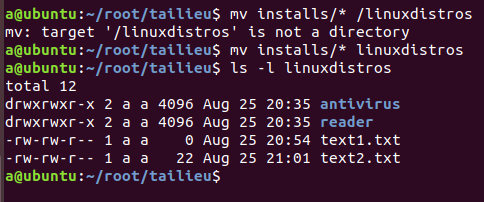 a@ubuntu:~/root/tailieu$ mv installs/* /linuxdistros
mv: target '/linuxdistros' is not a directory
a@ubuntu:~/root/tailieu$ mv installs/* linuxdistros
a@ubuntu:~/root/tailieu$ ls -l linuxdistros
total 12
drwxrwxr-x 2 a a 4096 Aug 25 20:35 antivirus
drwxrwxr-x 2 a a 4096 Aug 25 20:35 reader
-rw-rw-r-- 1 a a    0 Aug 25 20:54 text1.txt
-rw-rw-r-- 1 a a   22 Aug 25 21:01 text2.txt
a@ubuntu:~/root/tailieu$